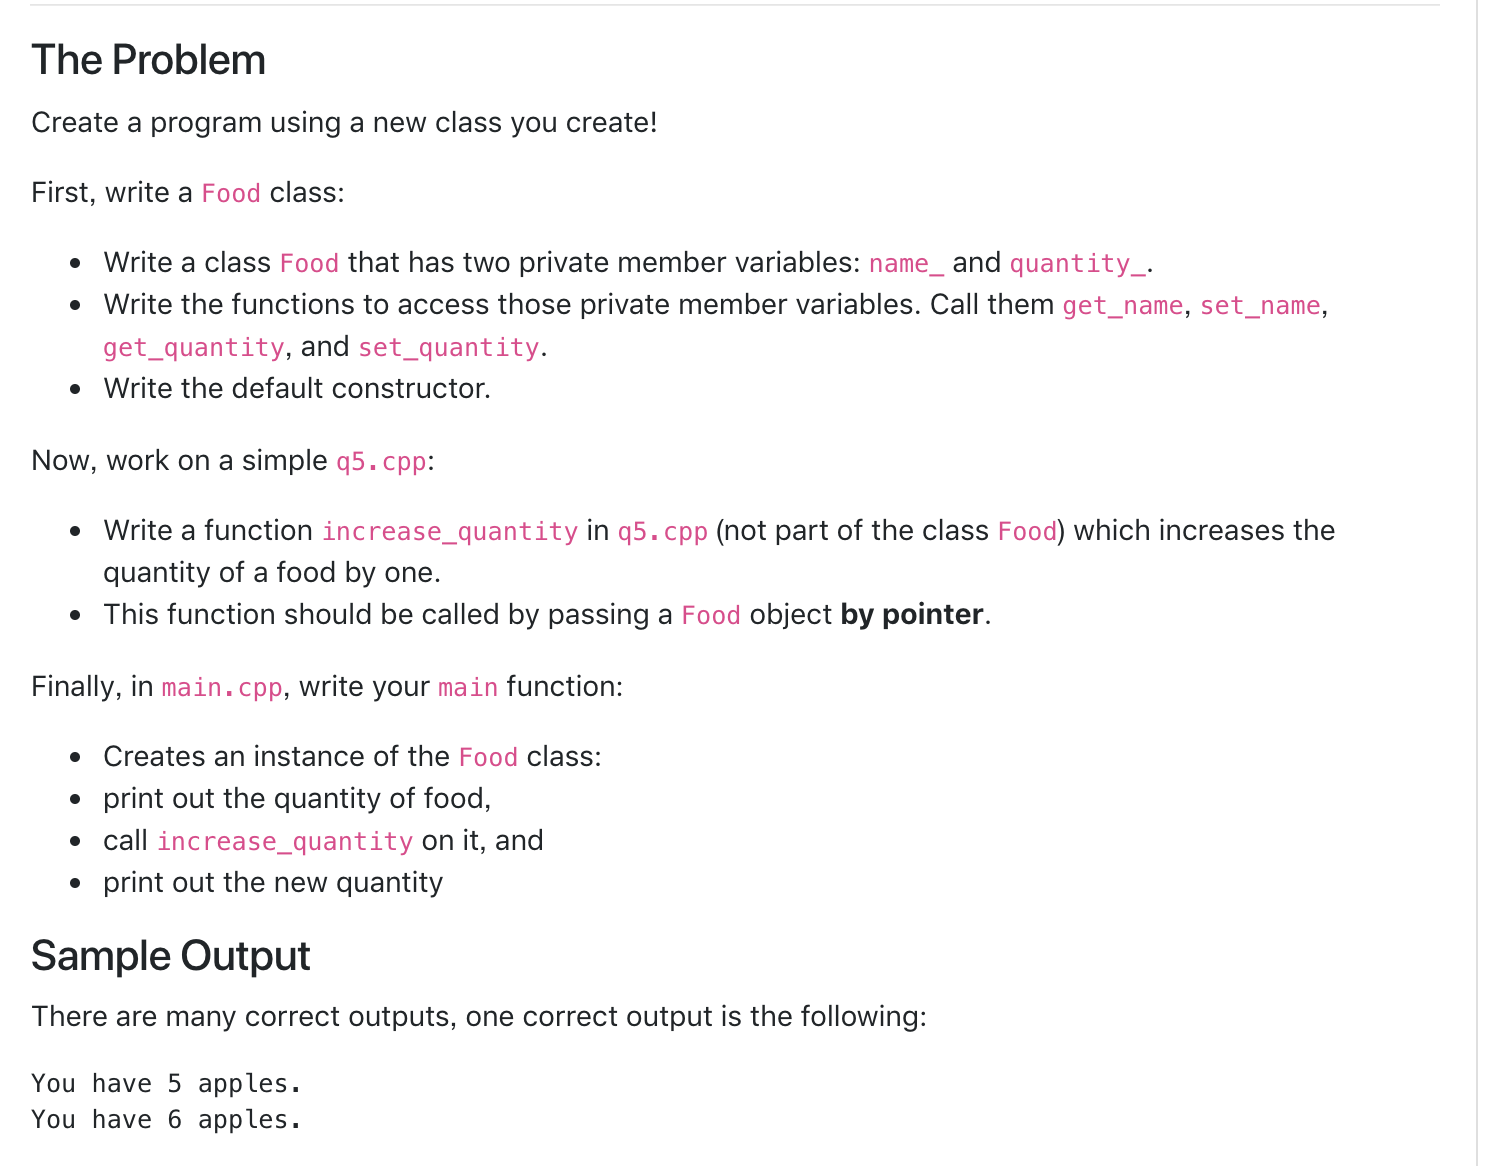 The Problem
Create a program using a new class you create!
First, write a Food class:
• Write a class Food that has two private member variables: name_ and quantity_.
• Write the functions to access those private member variables. Call them get_name, set_name,
get_quantity, and set_quantity.
• Write the default constructor.
Now, work on a simple q5.cpp:
• Write a function increase_quantity in q5.cpp (not part of the class Food) which increases the
quantity of a food by one.
• This function should be called by passing a Food object by pointer.
Finally, in main.cpp, write your main function:
• Creates an instance of the Food class:
• print out the quantity of food,
• call increase_quantity on it, and
• print out the new quantity
Sample Output
There are many correct outputs, one correct output is the following:
You have 5 apples.
You have 6 apples.